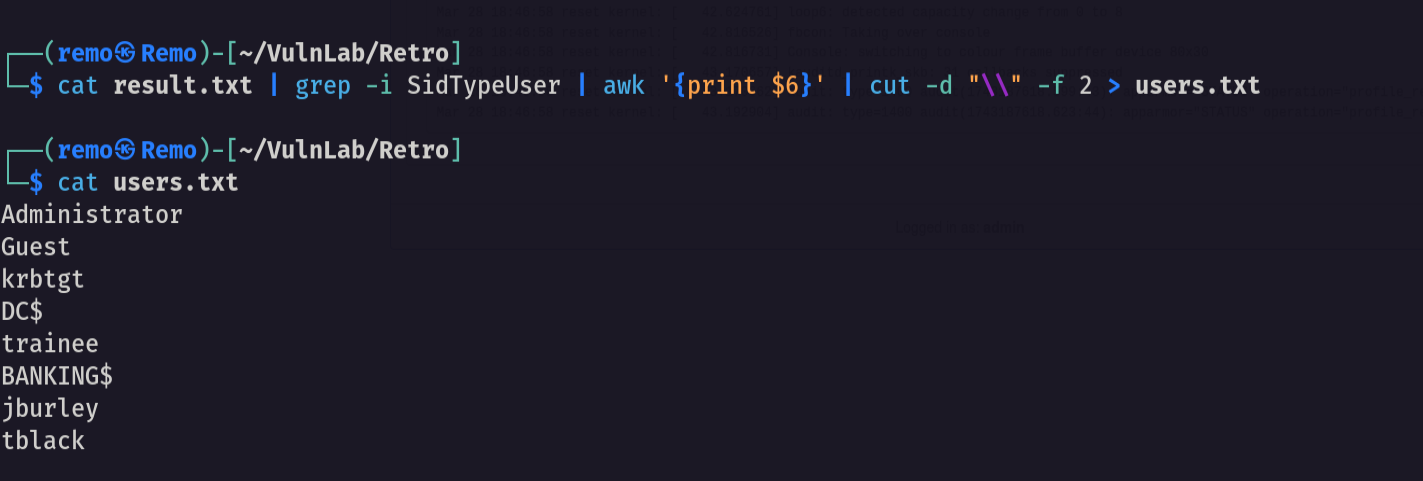 ┌──(remo㉿Remo)-[~/VulnLab/Retro]
└─$ cat result.txt | grep -i SidTypeUser | awk '{print $6}' | cut -d "\\" -f 2 > users.txt
┌──(remo㉿Remo)-[~/VulnLab/Retro]
└─$ cat users.txt
Administrator
Guest
krbtgt
DC$
trainee
BANKING$
jburley
tblack